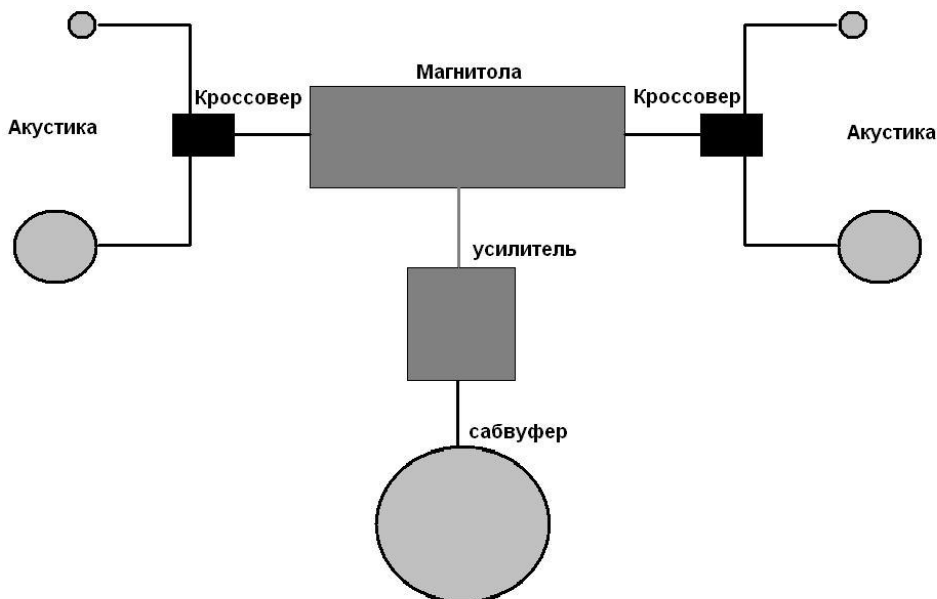 Магнитола
Кроссовер
Кроссовер
Акустика
Акустика
усилитель
сабвуфер